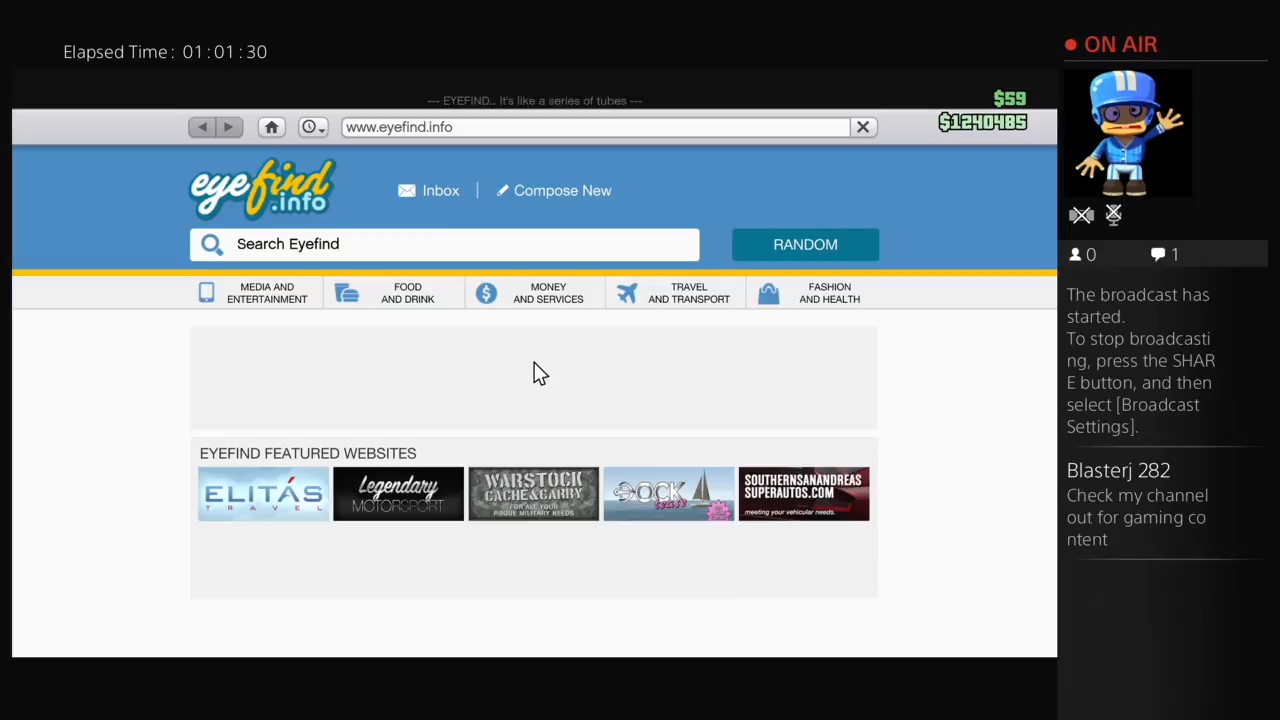 Elapsed Time: 01:01:30
ON AIR
--- EYEFIND... It's like a series of tubes ---
$59
$1240485
www.eyefind.info
eyefind
.info
Inbox
Compose New
Search Eyefind
RANDOM
MEDIA AND
ENTERTAINMENT
FOOD
AND DRINK
MONEY
AND SERVICES
TRAVEL
AND TRANSPORT
FASHION
AND HEALTH
EYEFIND FEATURED WEBSITES
ELITÁS
TRAVEL
Legendary
MOTORSPORT
WARSTOCK
CACHE & CARRY
FOR ALL YOUR
ROGUE MILITARY NEEDS
DOCK
tease
SOUTHERNSANANDREAS
SUPERAUTOS.COM
meeting your vehicular needs.
0
1
The broadcast has
started.
To stop broadcasti
ng, press the SHAR
E button, and then
select [Broadcast
Settings].
Blasterj 282
Check my channel
out for gaming co
ntent